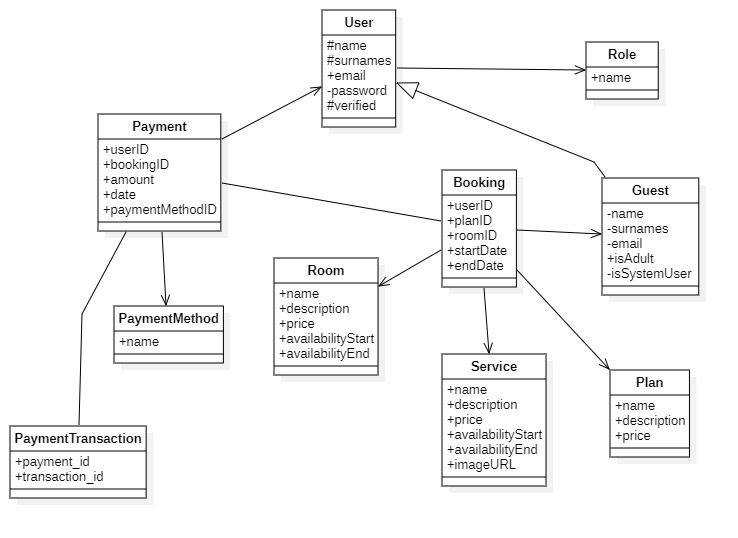 User
#name
#surnames
+email
-password
#verified
Role
+name
Payment
+userID
+bookingID
+amount
+date
+paymentMethodID
Booking
+userID
+planID
+roomID
+startDate
+endDate
Guest
-name
-surnames
-email
+isAdult
-isSystemUser
Room
+name
+description
+price
+availabilityStart
+availabilityEnd
PaymentMethod
+name
Service
+name
+description
+price
+availabilityStart
+availabilityEnd
+imageURL
Plan
+name
+description
+price
PaymentTransaction
+payment_id
+transaction_id